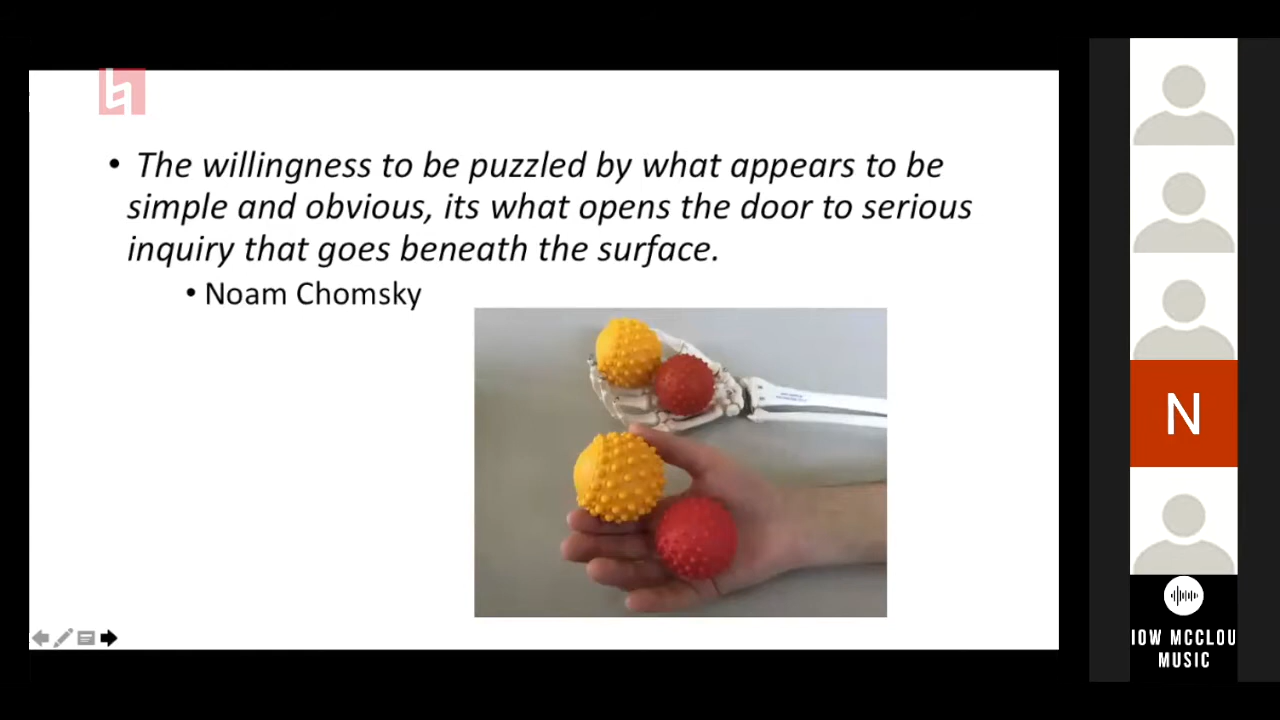 • The willingness to be puzzled by what appears to be
simple and obvious, its what opens the door to serious
inquiry that goes beneath the surface.
• Noam Chomsky
N
IOW MCCLOU
MUSIC